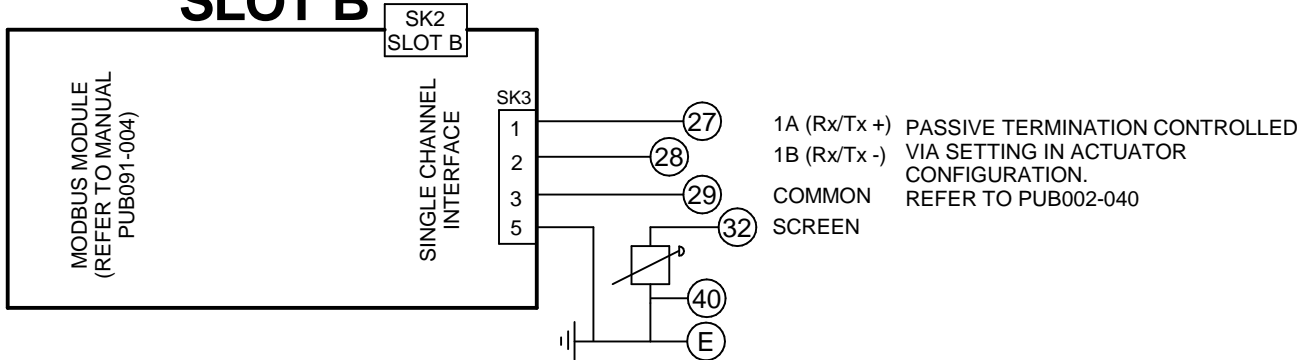 SLOT B
SK2
SLOT B
MODBUS MODULE
(REFER TO MANUAL
PUB091-004)
SINGLE CHANNEL
INTERFACE
SK3
1
2
3
5
27
28
29
32
40
E
1A (Rx/Tx +)
1B (Rx/Tx -)
COMMON
SCREEN
PASSIVE TERMINATION CONTROLLED
VIA SETTING IN ACTUATOR
CONFIGURATION.
REFER TO PUB002-040